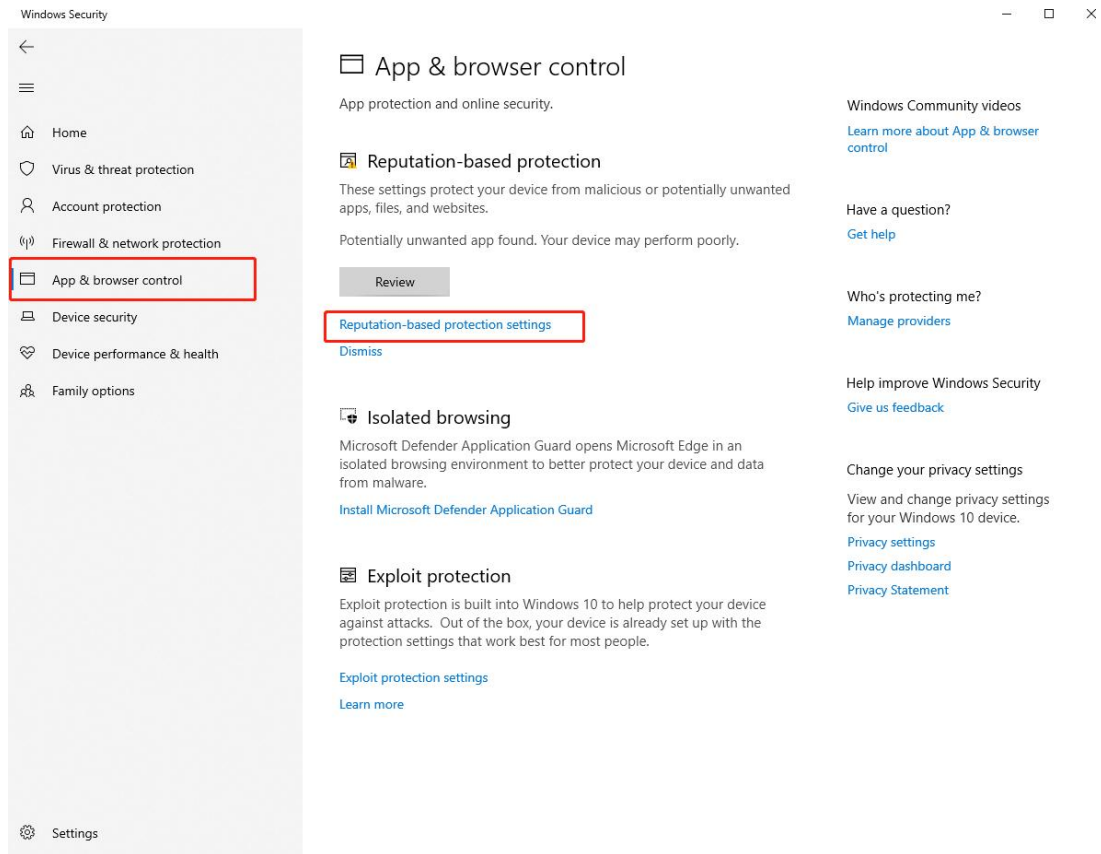 Windows Security
Home
Virus & threat protection
Account protection
Firewall & network protection
App & browser control
Device security
Device performance & health
Family options
Settings
App & browser control
App protection and online security.
Reputation-based protection
These settings protect your device from malicious or potentially unwanted
apps, files, and websites.
Potentially unwanted app found. Your device may perform poorly.
Review
Reputation-based protection settings
Dismiss
Isolated browsing
Microsoft Defender Application Guard opens Microsoft Edge in an
isolated browsing environment to better protect your device and data
from malware.
Install Microsoft Defender Application Guard
Exploit protection
Exploit protection is built into Windows 10 to help protect your device
against attacks.  Out of the box, your device is already set up with the
protection settings that work best for most people.
Exploit protection settings
Learn more
Windows Community videos
Learn more about App & browser
control
Have a question?
Get help
Who's protecting me?
Manage providers
Help improve Windows Security
Give us feedback
Change your privacy settings
View and change privacy settings
for your Windows 10 device.
Privacy settings
Privacy dashboard
Privacy Statement